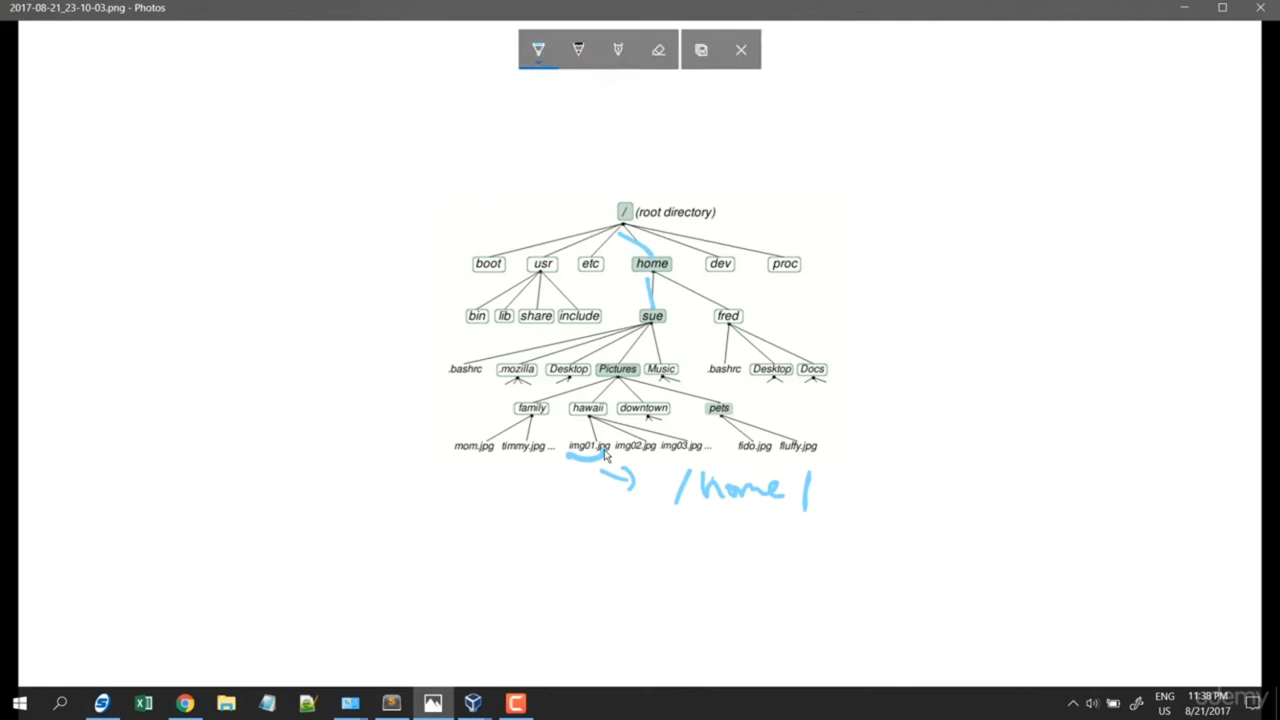 2017-08-21_23-10-03.png - Photos
/ (root directory)
boot usr etc home dev proc
bin lib share include sue fred
.bashrc .mozilla Desktop Pictures Music .bashrc Desktop Docs
family hawaii downtown pets
mom.jpg timmy.jpg ... img01.jpg img02.jpg img03.jpg ... fido.jpg fluffy.jpg
/home/
ENG 11:38 PM
US 8/21/2017
udemy